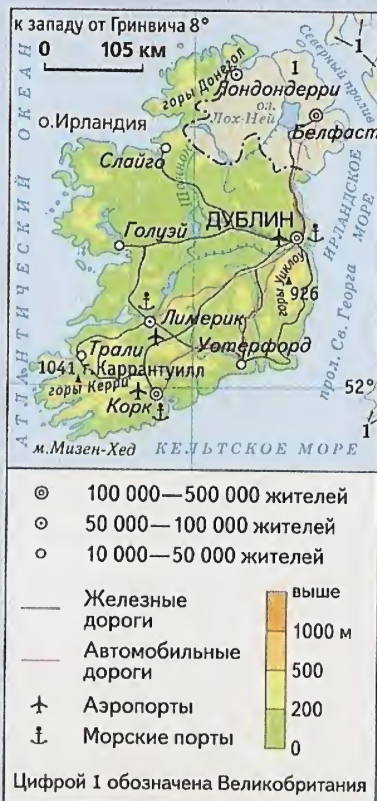 к западу от Гринвича 8°
0 105 км
1
Северный пролив
1
горы Донегол
Лондондерри
оз.
Лох-Ней
Белфаст
о.Ирландия
Слайго
Шаннон
АТЛАНТИЧЕСКИЙ ОКЕАН
ИРЛАНДСКОЕ
МОРЕ
Голуэй
ДУБЛИН
горы Уиклоу
926
прол. Св. Георга
Лимерик
Трали
Уотерфорд
1041 г. Каррантуилл
горы Керри
52°
Корк
м.Мизен-Хед
КЕЛЬТСКОЕ МОРЕ
1
100 000—500 000 жителей
50 000—100 000 жителей
10 000—50 000 жителей
Железные
дороги
Автомобильные
дороги
Аэропорты
Морские порты
выше
1000 м
500
200
0
Цифрой 1 обозначена Великобритания